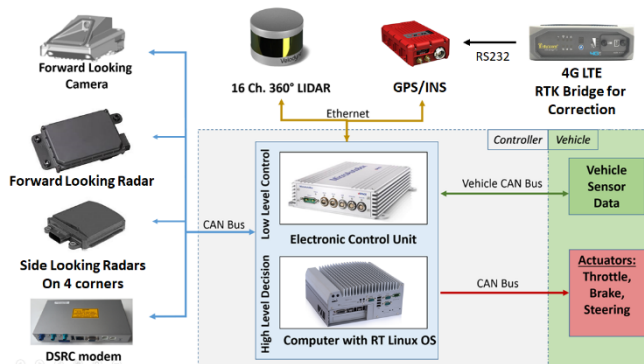 Forward Looking
Camera
Forward Looking Radar
Side Looking Radars
On 4 corners
DSRC modem
16 Ch. 360° LIDAR
GPS/INS
RS232
4G LTE
RTK Bridge for
Correction
Ethernet
CAN Bus
Controller
Vehicle
Low Level Control
Electronic Control Unit
High Level Decision
Computer with RT Linux OS
Vehicle CAN Bus
Vehicle
Sensor
Data
CAN Bus
Actuators:
Throttle,
Brake,
Steering